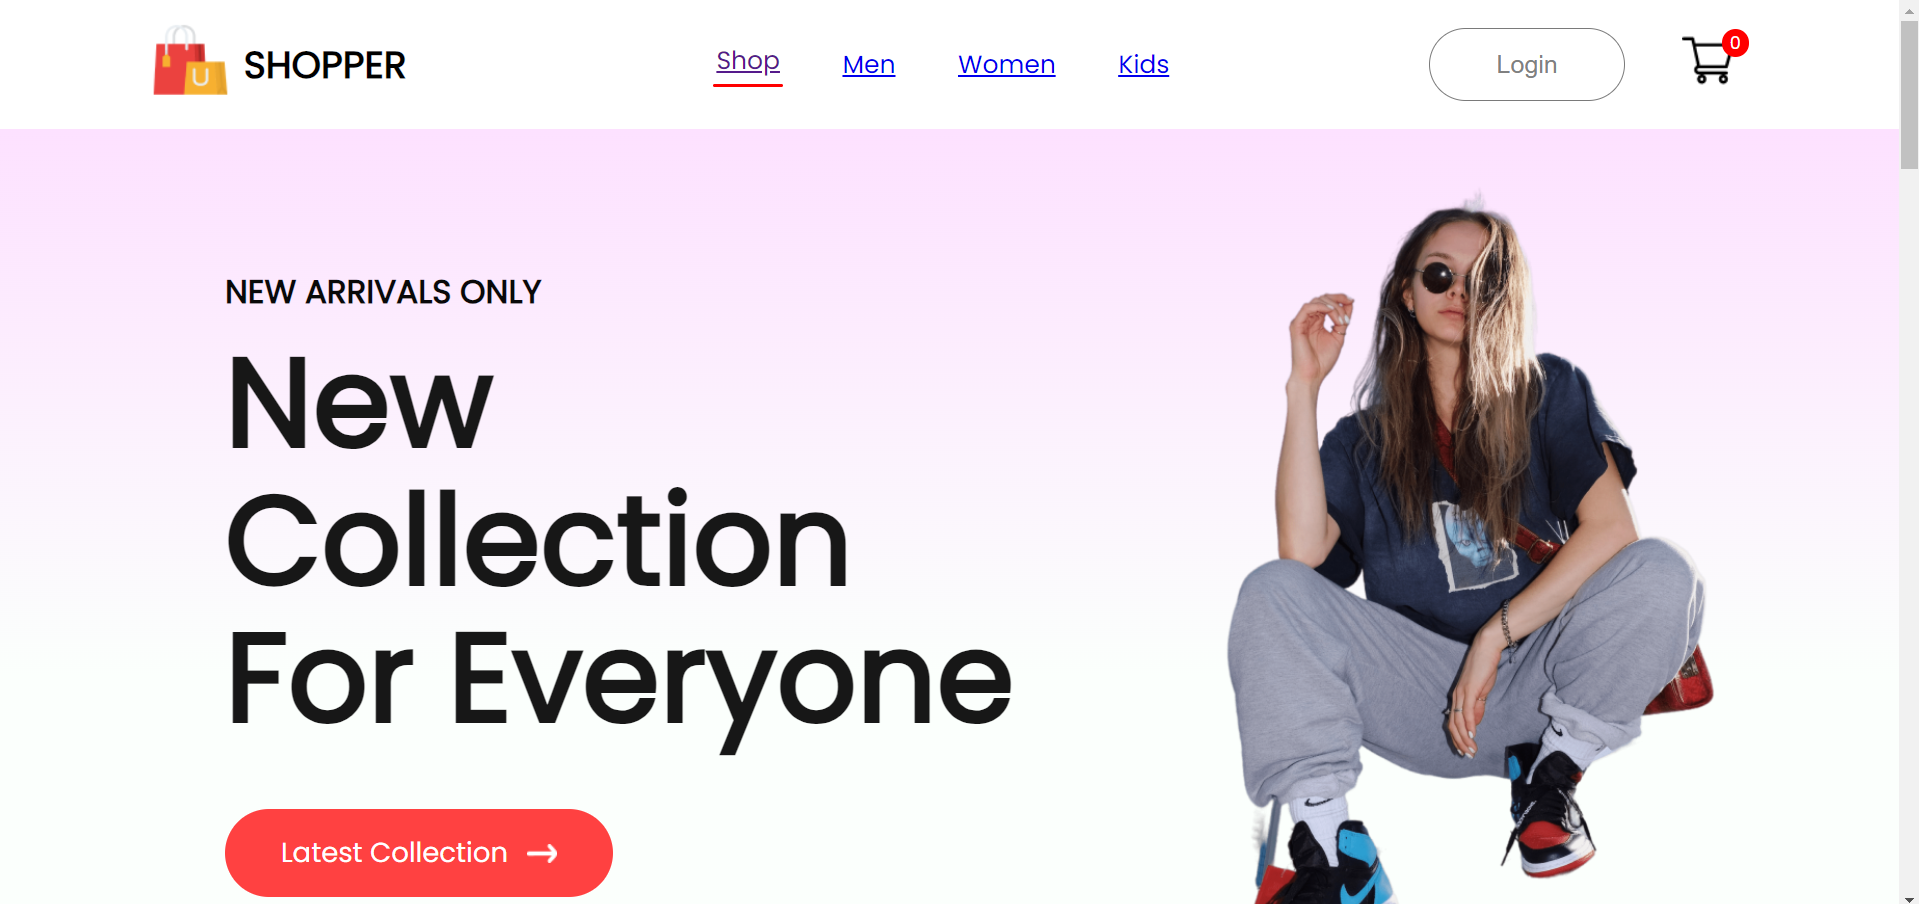 U
SHOPPER
Shop
Men
Women
Kids
Login
0
NEW ARRIVALS ONLY
New
Collection
For Everyone
Latest Collection